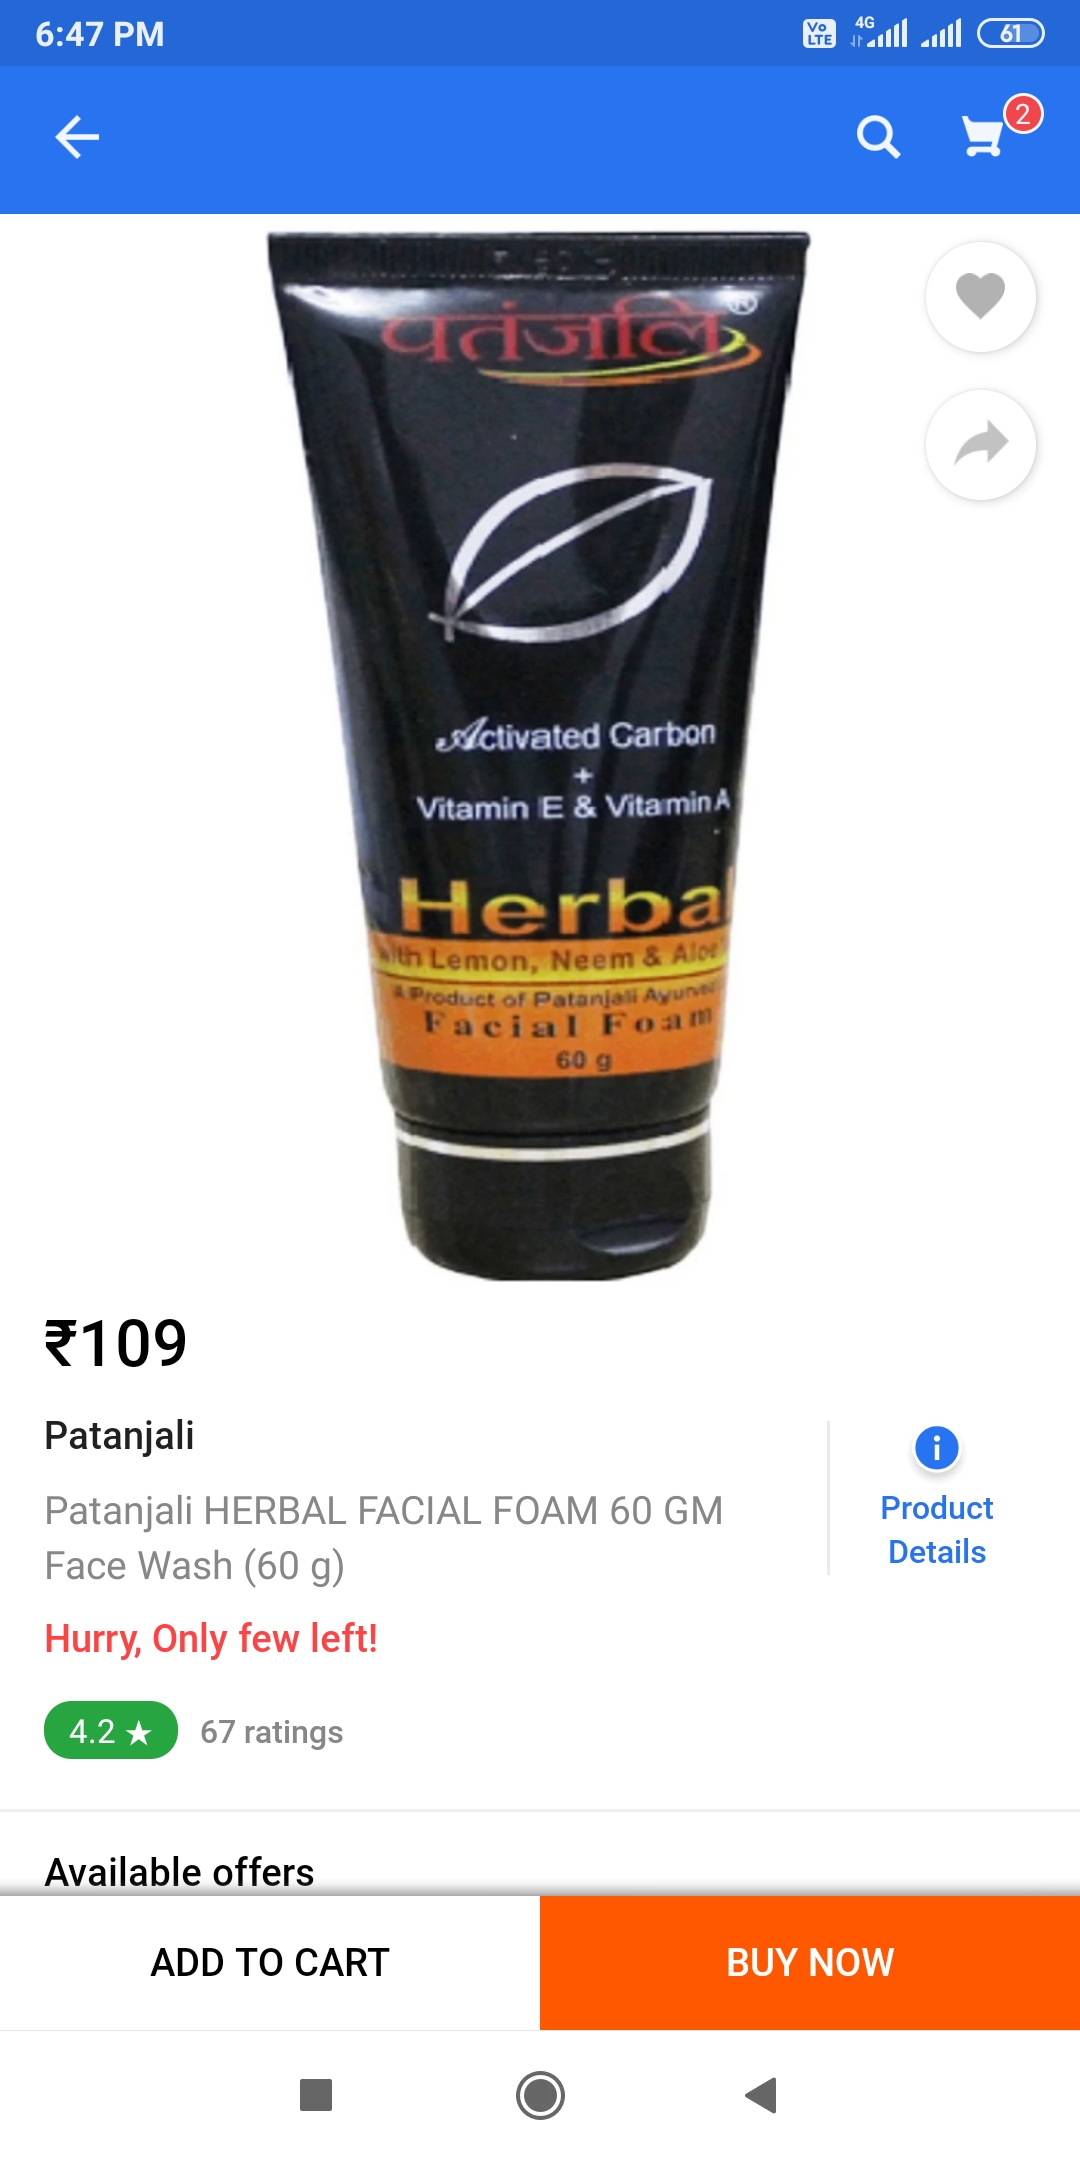 6:47 PM
Vo LTE 4G 61
2
पतंजलि®
Activated Carbon
+
Vitamin E & Vitamin A
Herbal
with Lemon, Neem & Aloe
A Product of Patanjali Ayurved
Facial Foam
60 g
₹109
Patanjali
Patanjali HERBAL FACIAL FOAM 60 GM
Face Wash (60 g)
Product
Details
Hurry, Only few left!
4.2 ★ 67 ratings
Available offers
ADD TO CART BUY NOW